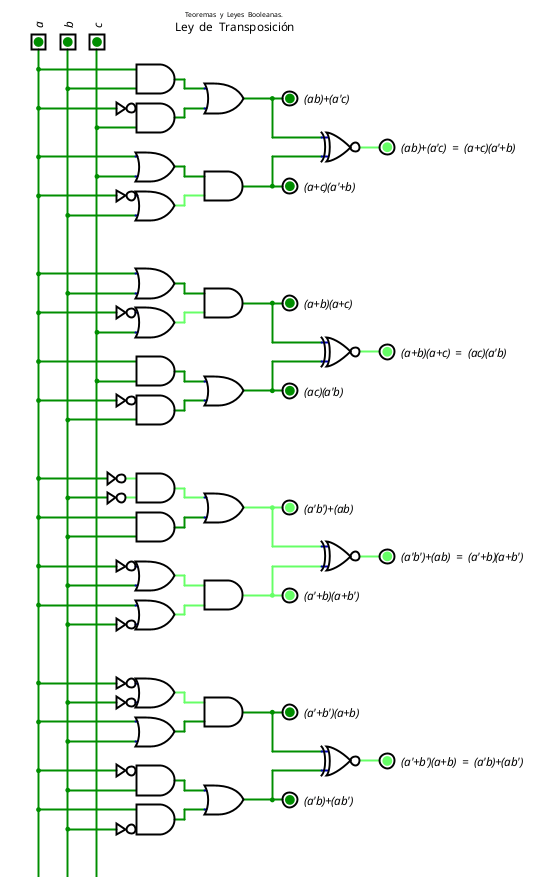 Teoremas y Leyes Booleanas.
Ley de Transposición
a b c
(ab)+(a'c)
(ab)+(a'c) = (a+c)(a'+b)
(a+c)(a'+b)
(a+b)(a+c)
(a+b)(a+c) = (ac)(a'b)
(ac)(a'b)
(a'b')+(ab)
(a'b')+(ab) = (a'+b)(a+b')
(a'+b)(a+b')
(a'+b')(a+b)
(a'+b')(a+b) = (a'b)+(ab')
(a'b)+(ab')